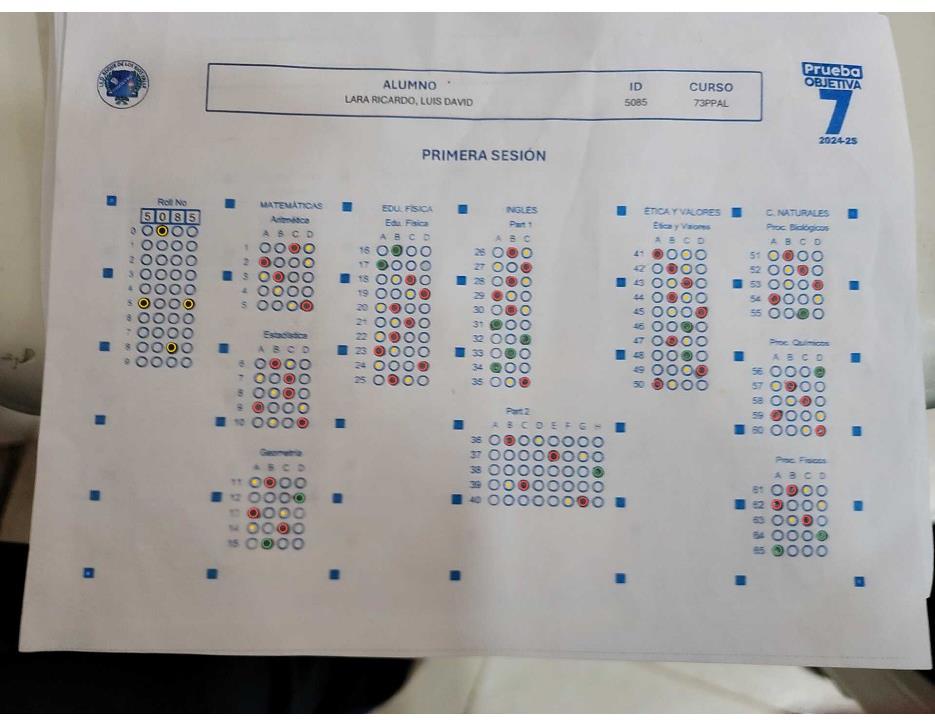 ALUMNO
LARA RICARDO, LUIS DAVID
ID
5085
CURSO
73PPAL
Prueba
OBJETIVA
7
2024-25
PRIMERA SESIÓN
Roll No
5 0 8 5
0
1
2
3
4
5
6
7
8
9
MATEMÁTICAS
Aritmética
A B C D
1
2
3
4
5
Estadística
A B C D
6
7
8
9
10
Geometría
A B C D
11
12
13
14
15
EDU. FÍSICA
Edu. Física
A B C D
16
17
18
19
20
21
22
23
24
25
INGLÉS
Part 1
A B C
26
27
28
29
30
31
32
33
34
35
Part 2
A B C D E F G H
36
37
38
39
40
ÉTICA Y VALORES
Ética y Valores
A B C D
41
42
43
44
45
46
47
48
49
50
C. NATURALES
Proc. Biológicos
A B C D
51
52
53
54
55
Proc. Químicos
A B C D
56
57
58
59
60
Proc. Físicos
A B C D
61
62
63
64
65